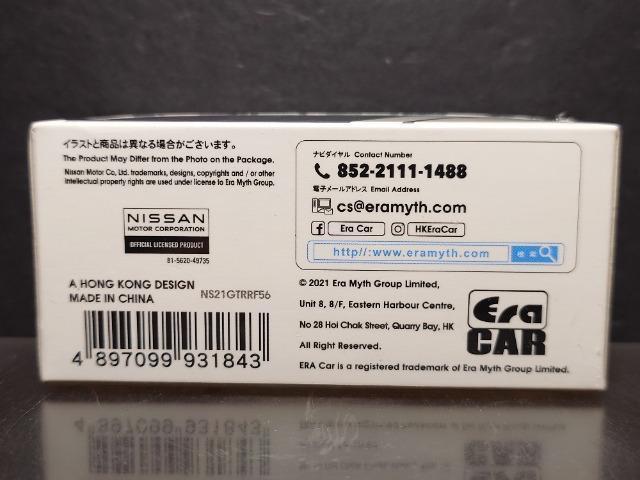 イラストと商品は異なる場合がございます。
The Product May Differ from the Photo on the Package.
Nissan Motor Co, Ltd. trademarks, designs, copyrights and / or other
intellectual property rights are used under license to Era Myth Group.
NISSAN
MOTOR CORPORATION
OFFICIAL LICENSED PRODUCT
81-5620-49735
A HONG KONG DESIGN
MADE IN CHINA
NS21GTRRF56
4 897099 931843
ナビダイヤル Contact Number
852-2111-1488
電子メールアドレス Email Address
cs@eramyth.com
Era Car
HKEraCar
http//:www.eramyth.com
検索
© 2021 Era Myth Group Limited,
Unit 8, 8/F, Eastern Harbour Centre,
No 28 Hoi Chak Street, Quarry Bay, HK
All Right Reserved.
ERA Car is a registered trademark of Era Myth Group Limited.
Era
CAR